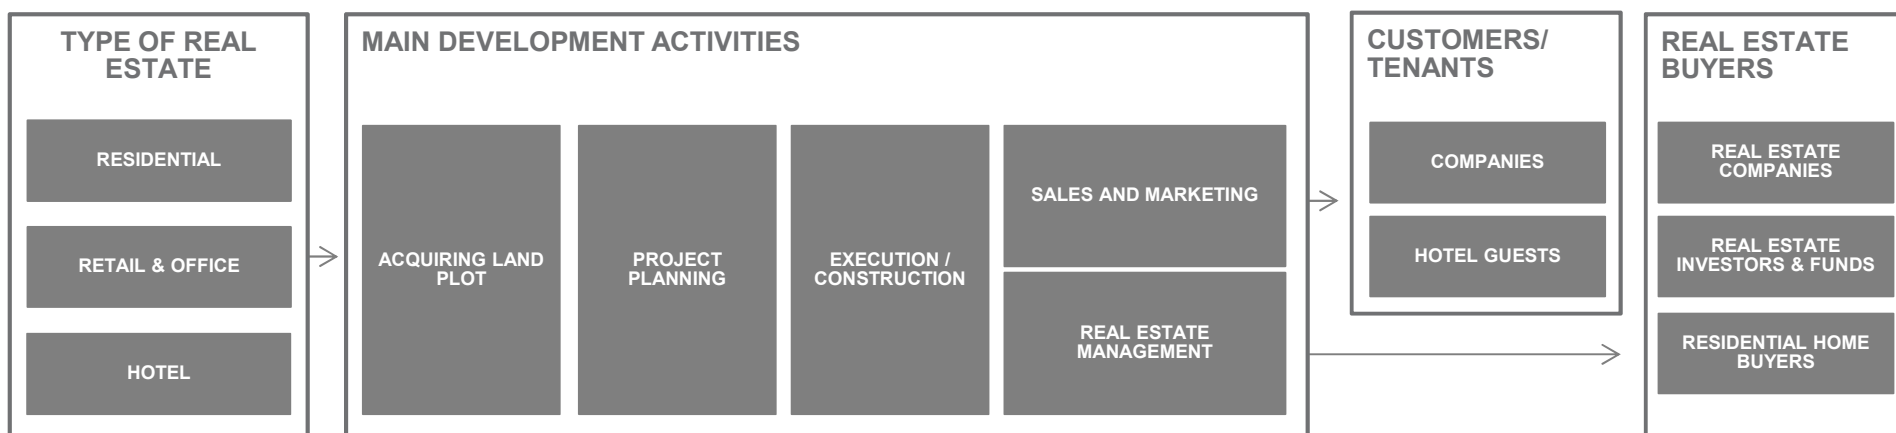 TYPE OF REAL
ESTATE
RESIDENTIAL
RETAIL & OFFICE
HOTEL
MAIN DEVELOPMENT ACTIVITIES
ACQUIRING LAND
PLOT
PROJECT
PLANNING
EXECUTION /
CONSTRUCTION
SALES AND MARKETING
REAL ESTATE
MANAGEMENT
CUSTOMERS/
TENANTS
COMPANIES
HOTEL GUESTS
REAL ESTATE
BUYERS
REAL ESTATE
COMPANIES
REAL ESTATE
INVESTORS & FUNDS
RESIDENTIAL HOME
BUYERS